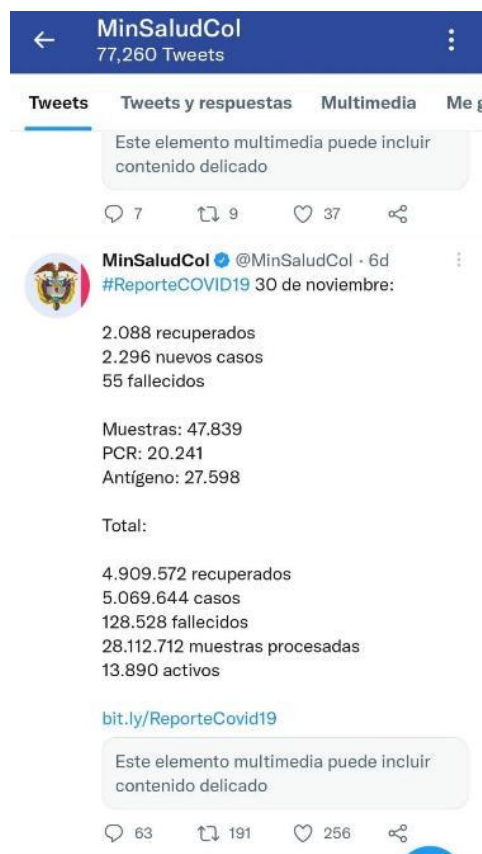 MinSaludCol
77,260 Tweets
Tweets Tweets y respuestas Multimedia Me g
Este elemento multimedia puede incluir
contenido delicado
7 9 37
MinSaludCol @MinSaludCol · 6d
#ReporteCOVID19 30 de noviembre:
2.088 recuperados
2.296 nuevos casos
55 fallecidos
Muestras: 47.839
PCR: 20.241
Antígeno: 27.598
Total:
4.909.572 recuperados
5.069.644 casos
128.528 fallecidos
28.112.712 muestras procesadas
13.890 activos
bit.ly/ReporteCovid19
Este elemento multimedia puede incluir
contenido delicado
63 191 256